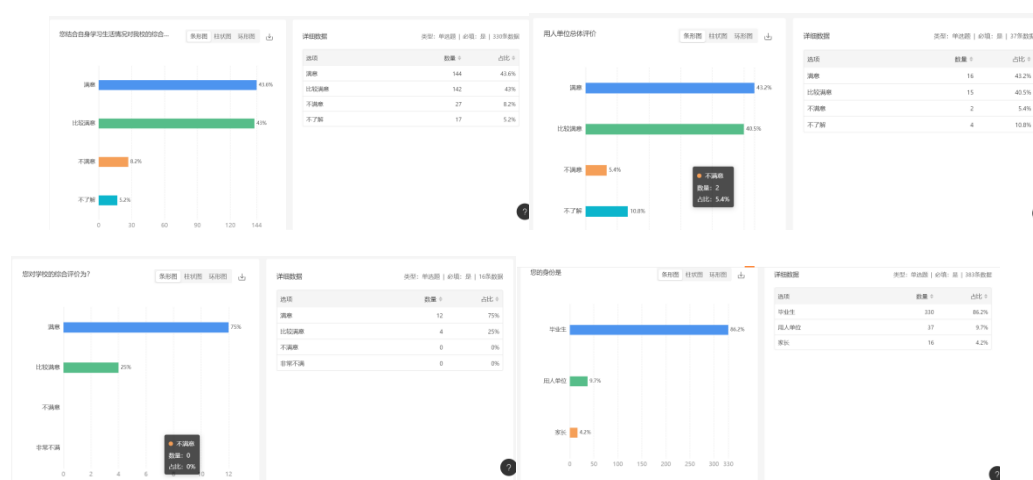 您结合自身学习生活情况对我校的综合...
条形图 柱状图 环形图
满意 43.6%
比较满意 43%
不满意 8.2%
不了解 5.2%
0 30 60 90 120 144
详细数据 类型：单选题 | 必填：是 | 330条数据
选项 数量 占比
满意 144 43.6%
比较满意 142 43%
不满意 27 8.2%
不了解 17 5.2%
?
用人单位总体评价
条形图 柱状图 环形图
满意 43.2%
比较满意 40.5%
不满意 5.4%
不了解 10.8%
不满意
数量：2
占比：5.4%
详细数据 类型：单选题 | 必填：是 | 37条数据
选项 数量 占比
满意 16 43.2%
比较满意 15 40.5%
不满意 2 5.4%
不了解 4 10.8%
您对学校的综合评价为?
条形图 柱状图 环形图
满意 75%
比较满意 25%
不满意
非常不满
不满意
数量：0
占比：0%
0 2 4 6 10 12
详细数据 类型：单选题 | 必填：是 | 16条数据
选项 数量 占比
满意 12 75%
比较满意 4 25%
不满意 0 0%
非常不满 0 0%
?
您的身份是
条形图 柱状图 环形图
毕业生 86.2%
用人单位 9.7%
家长 4.2%
0 50 100 150 200 250 300 330
详细数据 类型：单选题 | 必填：是 | 383条数据
选项 数量 占比
毕业生 330 86.2%
用人单位 37 9.7%
家长 16 4.2%
?